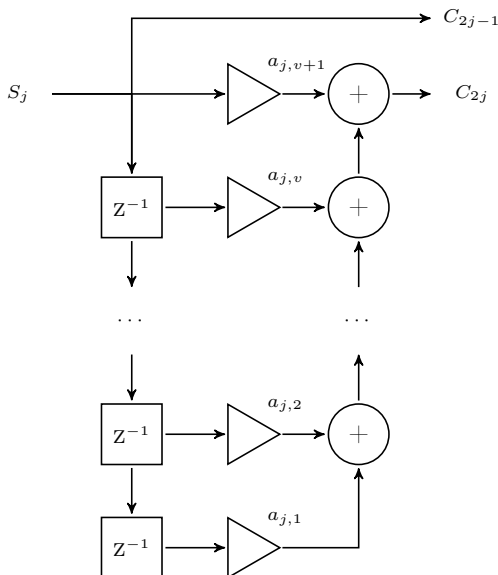 C_{2j-1}
a_{j,v+1}
S_j + C_{2j}
a_{j,v}
Z^{-1} +
... ...
a_{j,2}
Z^{-1} +
a_{j,1}
Z^{-1}